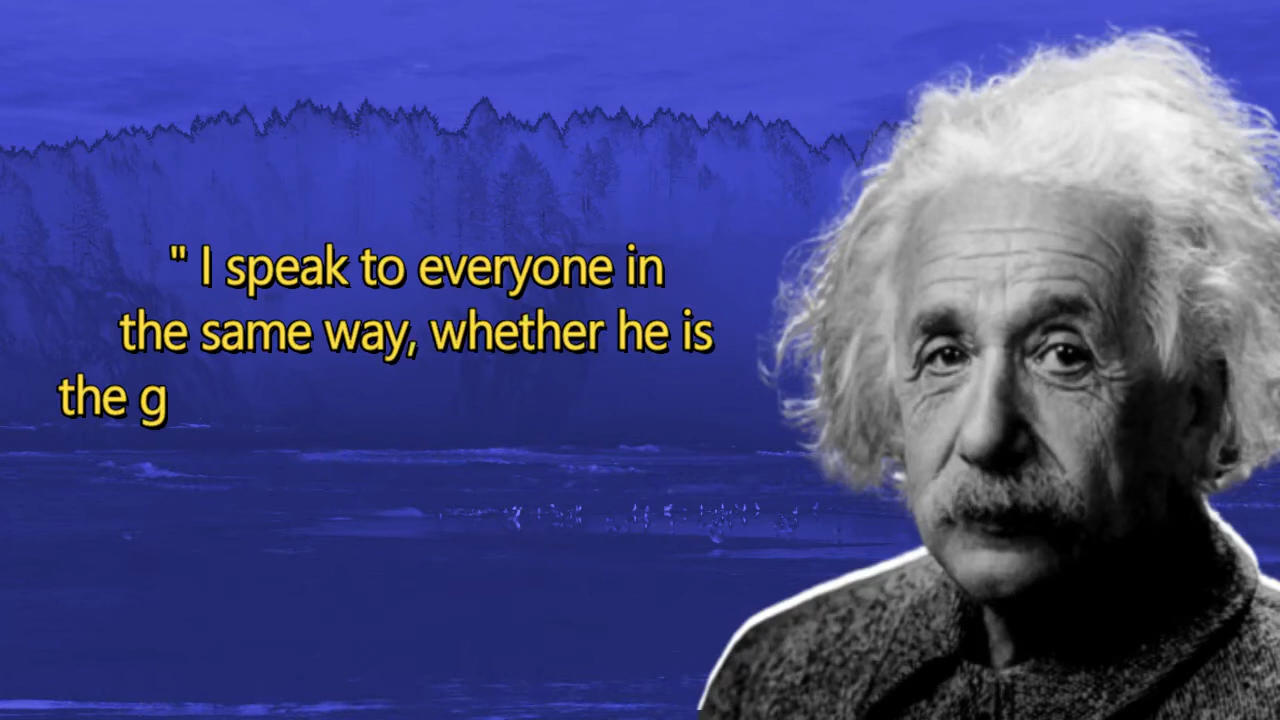 " I speak to everyone in
the same way, whether he is
the g